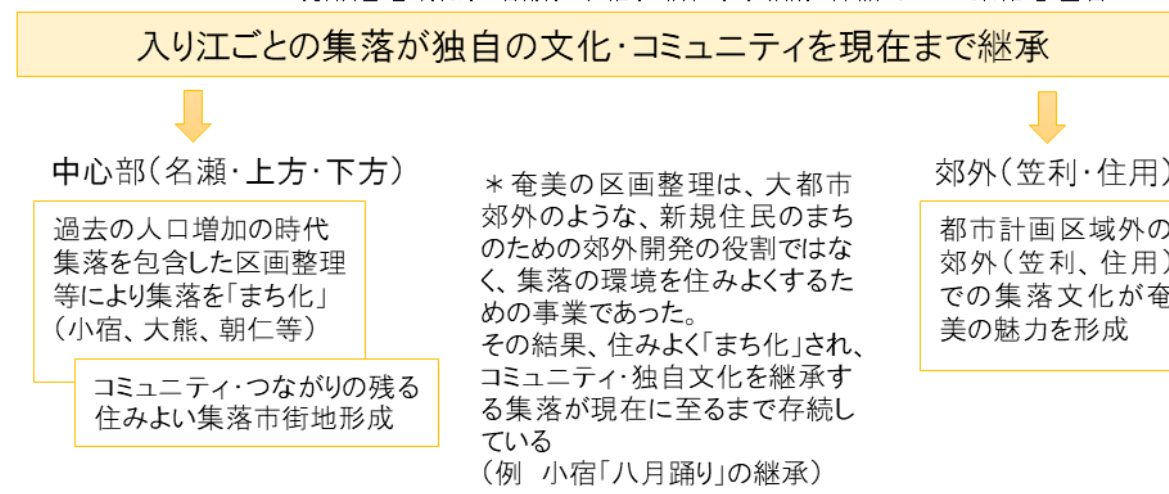 入り江ごとの集落が独自の文化・コミュニティを現在まで継承
中心部(名瀬・上方・下方)
過去の人口増加の時代
集落を包含した区画整理
等により集落を「まち化」
(小宿、大熊、朝仁等)
コミュニティ・つながりの残る
住みよい集落市街地形成
＊奄美の区画整理は、大都市
郊外のような、新規住民のまち
のための郊外開発の役割ではな
く、集落の環境を住みよくするた
めの事業であった。
その結果、住みよく「まち化」され、
コミュニティ・独自文化を継承す
る集落が現在に至るまで存続し
ている
(例　小宿「八月踊り」の継承)
郊外(笠利・住用)
都市計画区域外の
郊外(笠利、住用)
での集落文化が奄
美の魅力を形成